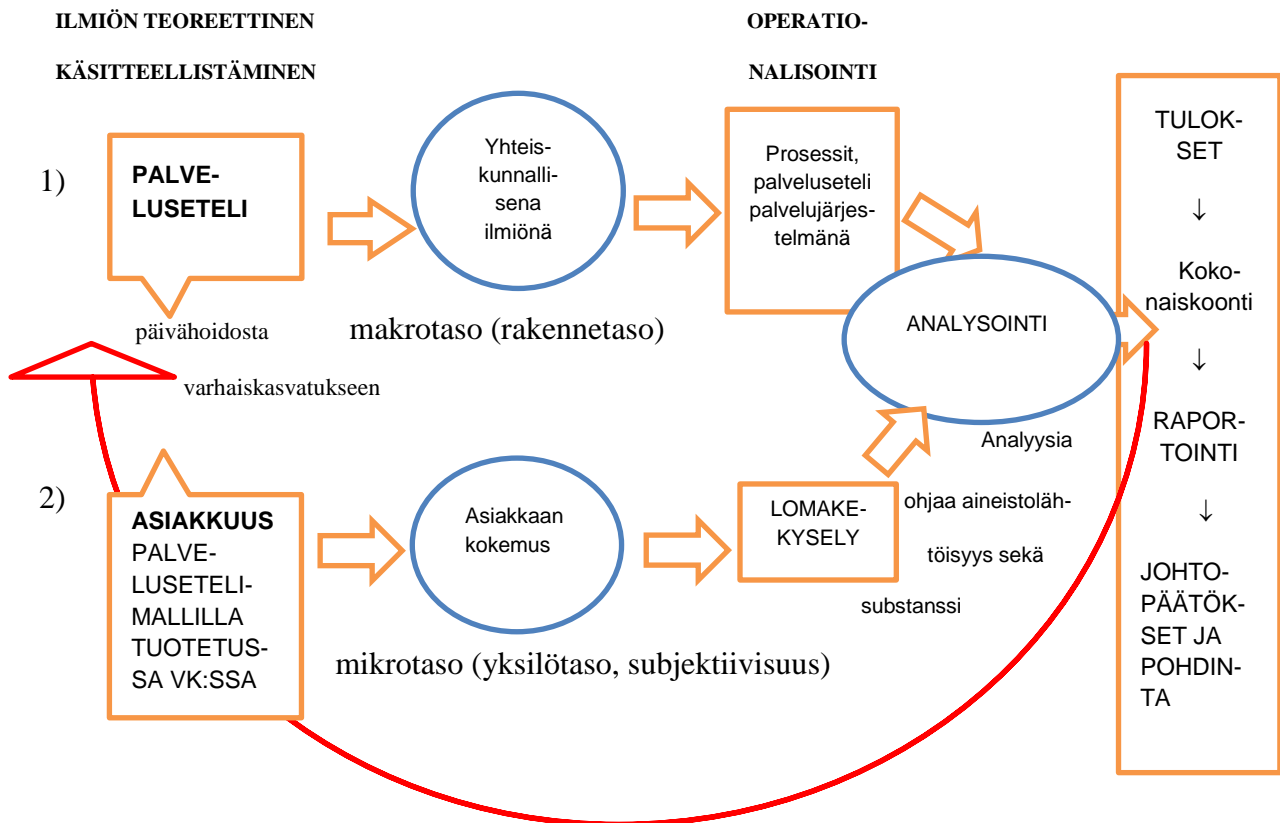 ILMIÖN TEOREETTINEN
KÄSITTEELLISTÄMINEN
OPERATIO-
NALISOINTI
1)
PALVE-
LUSETELI
Yhteis-
kunnalli-
sena
ilmiönä
Prosessit,
palveluseteli
palvelujärjes-
telmänä
TULOK-
SET
↓
Koko-
naiskoonti
↓
RAPOR-
TOINTI
↓
JOHTO-
PÄÄTÖK-
SET JA
POHDIN-
TA
päivähoidosta
makrotaso (rakennetaso)
ANALYSOINTI
varhaiskasvatukseen
2)
ASIAKKUUS
PALVE-
LUSETELI-
MALLILLA
TUOTETUS-
SA VK:SSA
Asiakkaan
kokemus
LOMAKE-
KYSELY
Analyysia
ohjaa aineistoläh-
töisyys sekä
substanssi
mikrotaso (yksilötaso, subjektiivisuus)